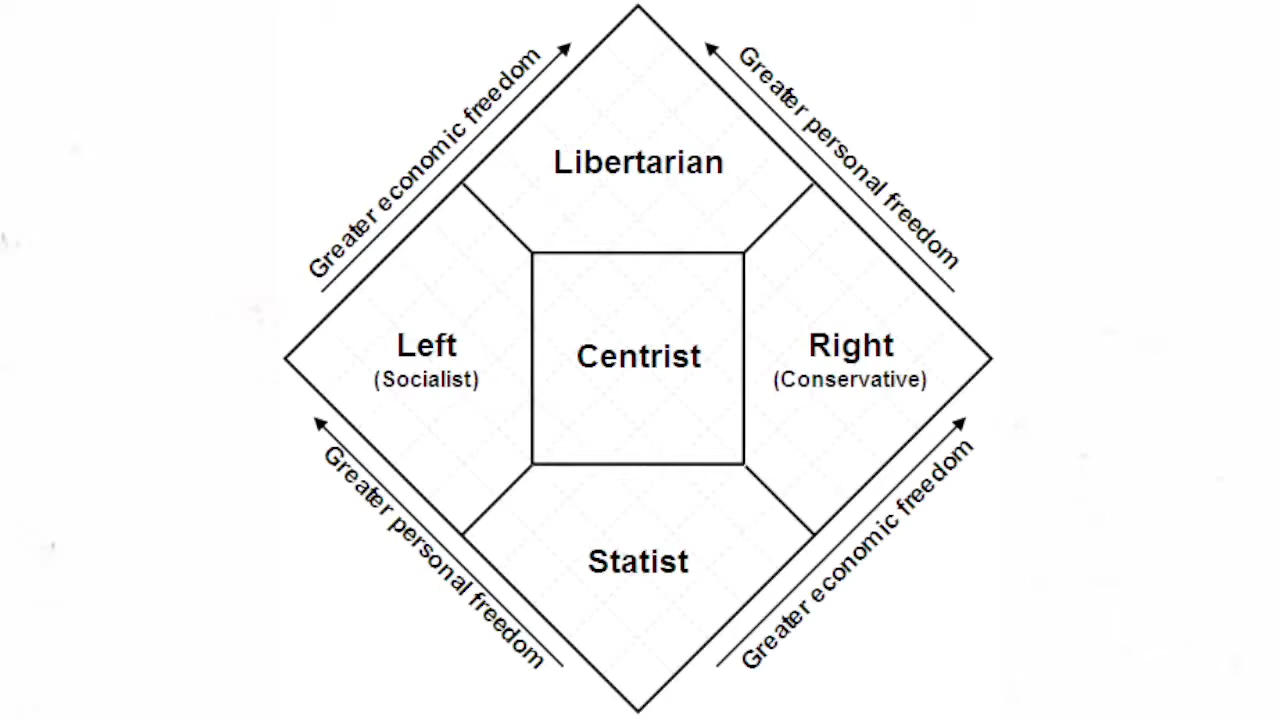 Greater economic freedom
Greater personal freedom
Libertarian
Left
(Socialist)
Centrist
Right
(Conservative)
Greater personal freedom
Statist
Greater economic freedom